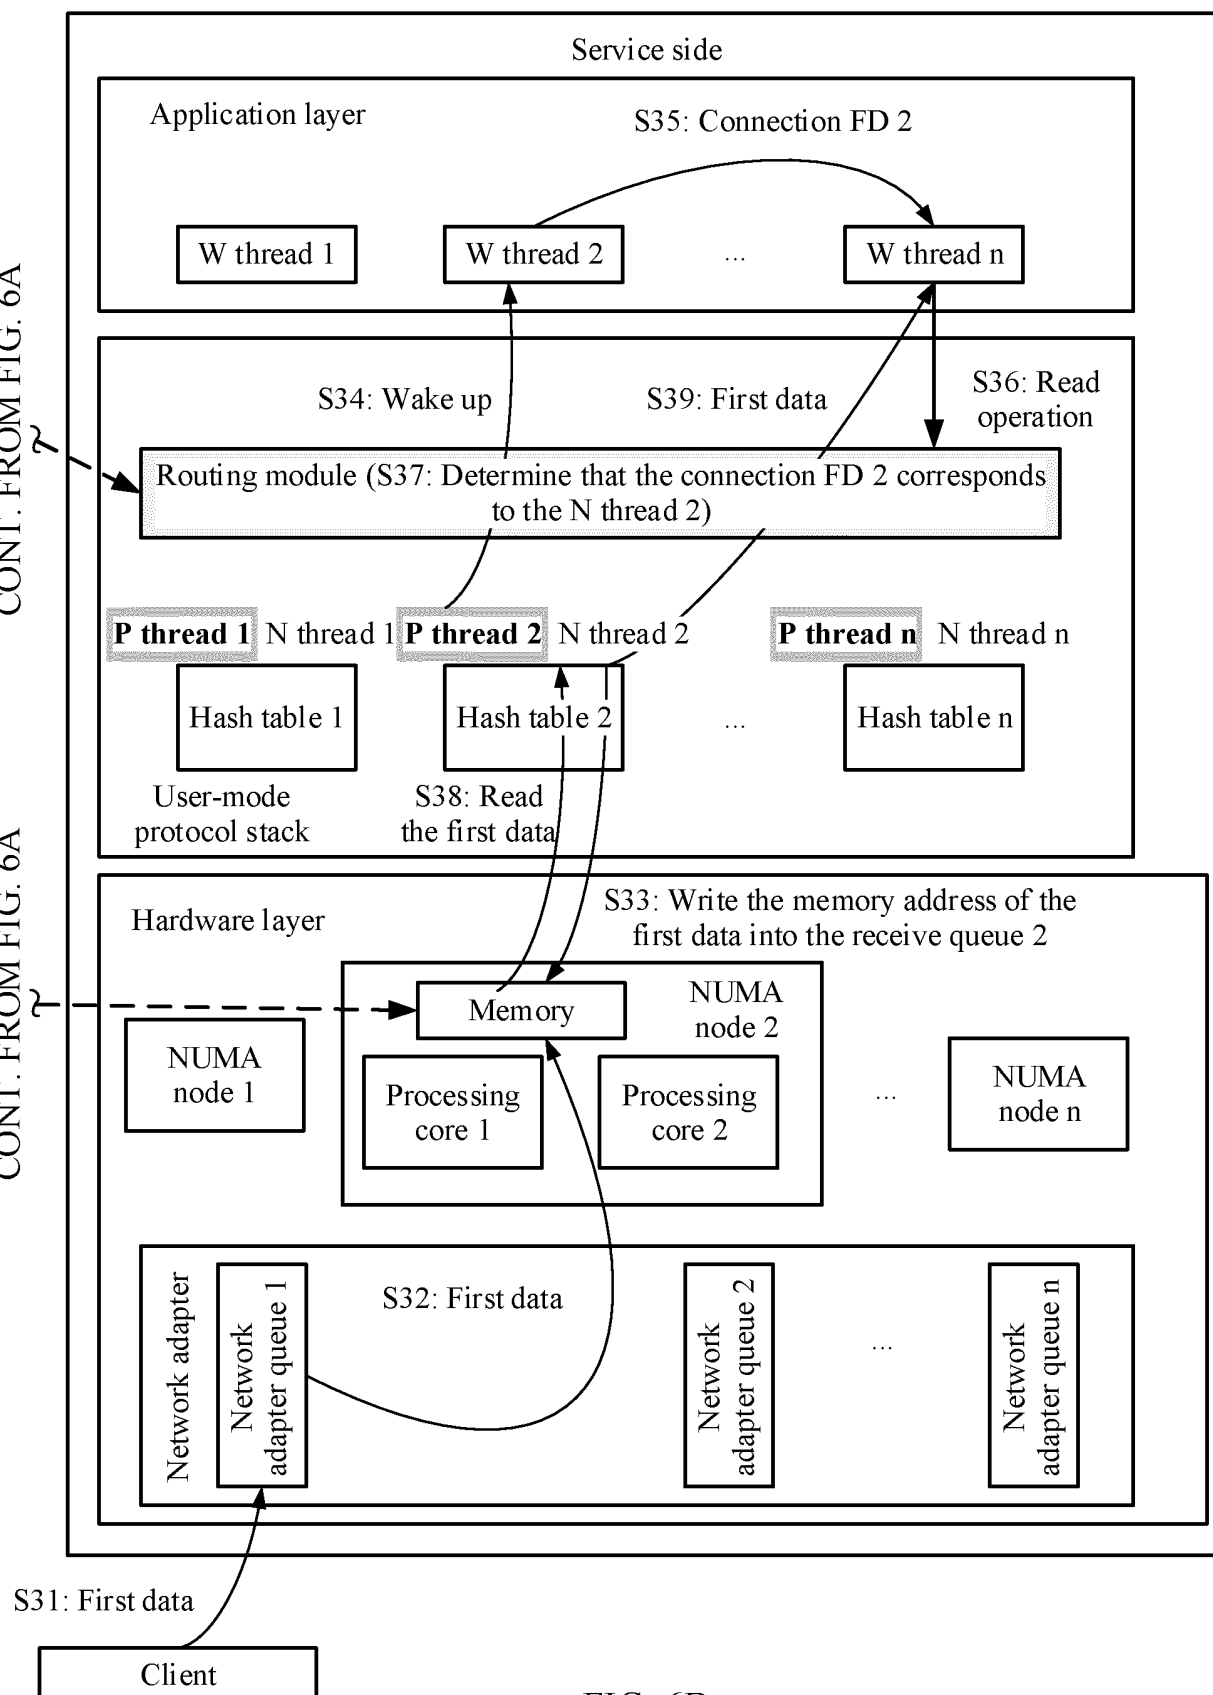 Service side
Application layer
S35: Connection FD 2
W thread 1
W thread 2
...
W thread n
CONT. FROM FIG. 6A
S34: Wake up
S39: First data
S36: Read
operation
Routing module (S37: Determine that the connection FD 2 corresponds
to the N thread 2)
P thread 1 N thread 1
P thread 2 N thread 2
P thread n N thread n
Hash table 1
Hash table 2
...
Hash table n
User-mode
protocol stack
S38: Read
the first data
CONT. FROM FIG. 6A
Hardware layer
S33: Write the memory address of the
first data into the receive queue 2
Memory
NUMA
node 2
NUMA
node 1
Processing
core 1
Processing
core 2
...
NUMA
node n
Network adapter
Network
adapter queue 1
S32: First data
Network
adapter queue 2
...
Network
adapter queue n
S31: First data
Client